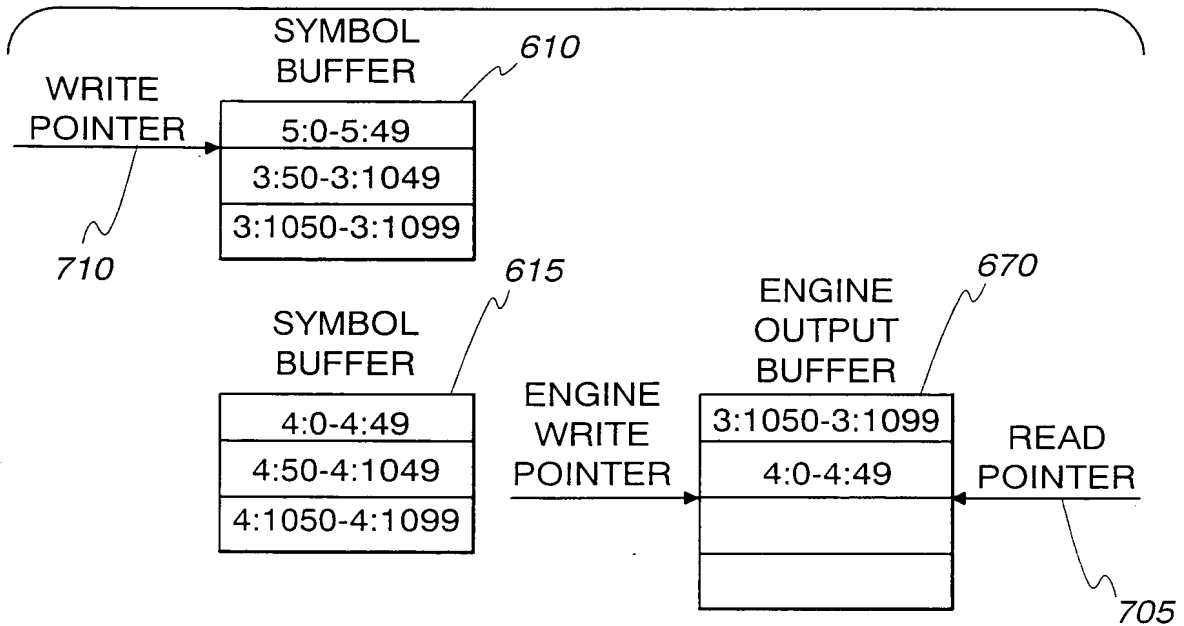 SYMBOL
BUFFER
610
WRITE
POINTER
5:0-5:49
3:50-3:1049
3:1050-3:1099
710
SYMBOL
BUFFER
615
4:0-4:49
4:50-4:1049
4:1050-4:1099
ENGINE
WRITE
POINTER
ENGINE
OUTPUT
BUFFER
670
3:1050-3:1099
4:0-4:49
READ
POINTER
705